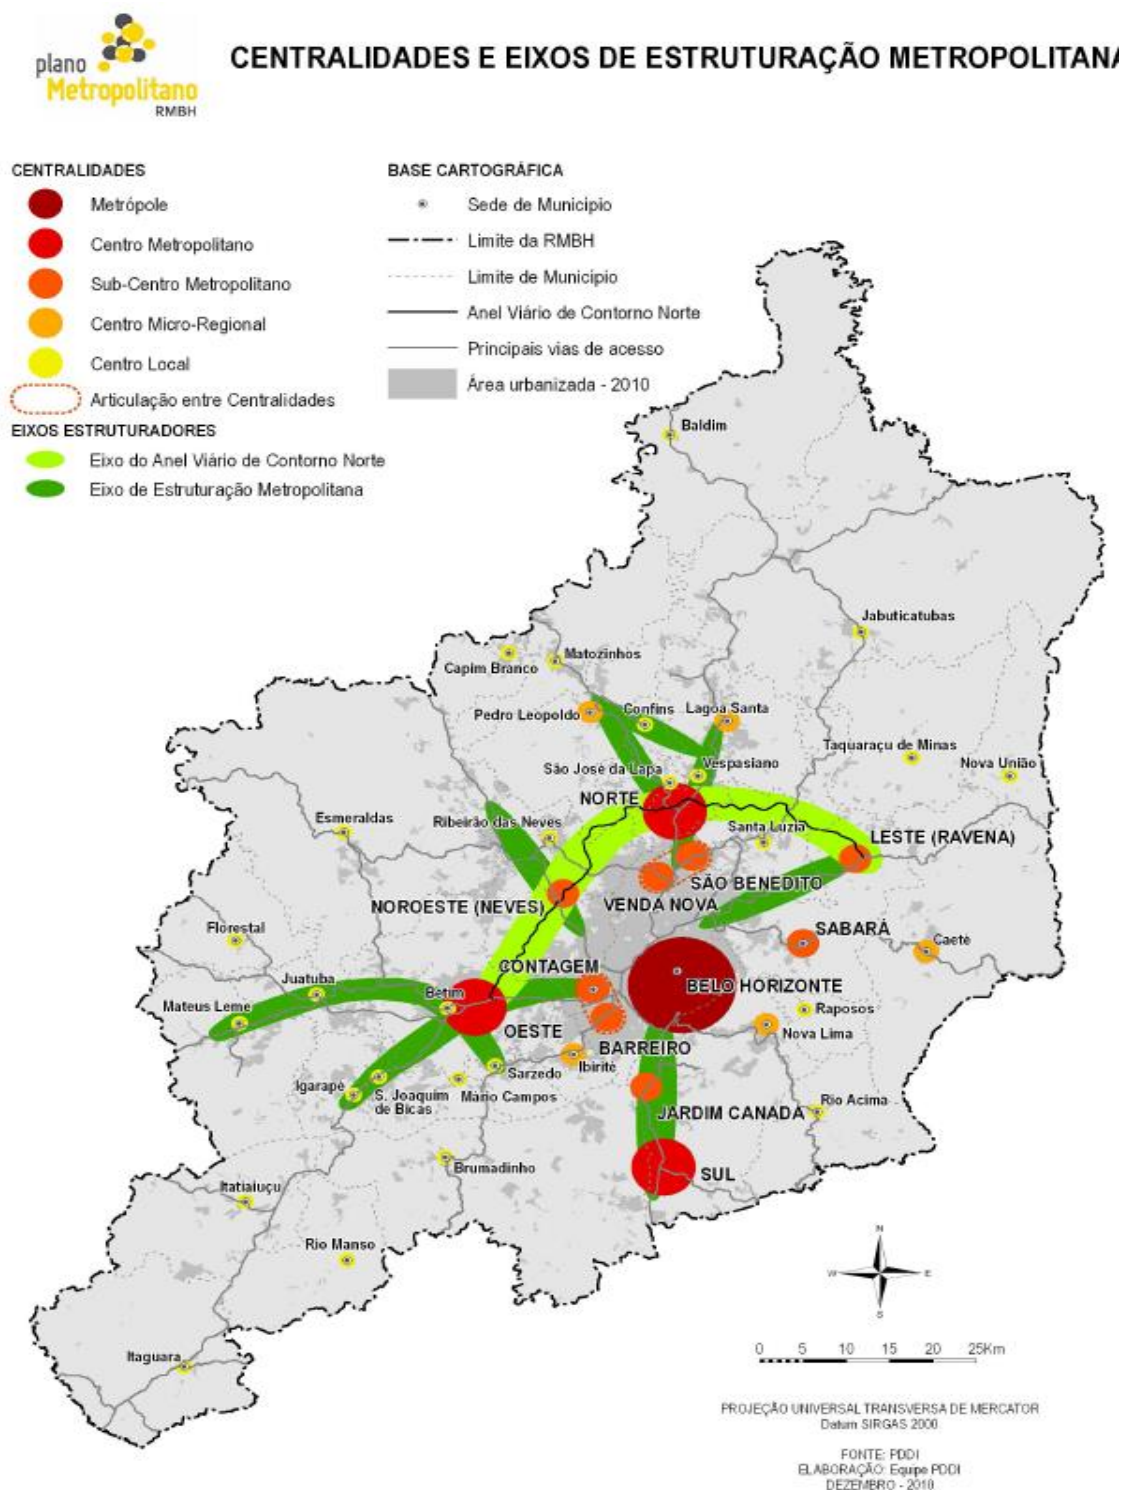 plano
Metropolitano
RMBH
CENTRALIDADES E EIXOS DE ESTRUTURAÇÃO METROPOLITANA
CENTRALIDADES
Metrópole
Centro Metropolitano
Sub-Centro Metropolitano
Centro Micro-Regional
Centro Local
Articulação entre Centralidades
EIXOS ESTRUTURADORES
Eixo do Anel Viário de Contorno Norte
Eixo de Estruturação Metropolitana
BASE CARTOGRÁFICA
Sede de Municipio
Limite da RMBH
Limite de Município
Anel Viário de Contorno Norte
Principais vias de acesso
Área urbanizada - 2010
Baldim
Jabuticatubas
Matozinhos
Capim Branco
Pedro Leopoldo
Confins
Lagoa Santa
Taquaraçu de Minas
Nova União
São José da Lapa
Vespasiano
NORTE
Esmeraldas
Ribeirão das Neves
Santa Luzia
LESTE (RAVENA)
SÃO BENEDITO
NOROESTE (NEVES)
VENDA NOVA
Florestal
SABARÁ
Caeté
CONTAGEM
Juatuba
Betim
BELO HORIZONTE
Mateus Leme
Raposos
OESTE
Nova Lima
BARREIRO
Ibirité
Sarzedo
Igarapé
S. Joaquim
de Bicas
Mário Campos
JARDIM CANADÁ
Rio Acima
Brumadinho
SUL
Itatiaiuçu
Rio Manso
Itaguara
N
W
E
S
0 5 10 15 20 25Km
PROJEÇÃO UNIVERSAL TRANSVERSA DE MERCATOR
Datum SIRGAS 2000
FONTE: PDDI
ELABORAÇÃO: Equipe PDDI
DEZEMBRO - 2010